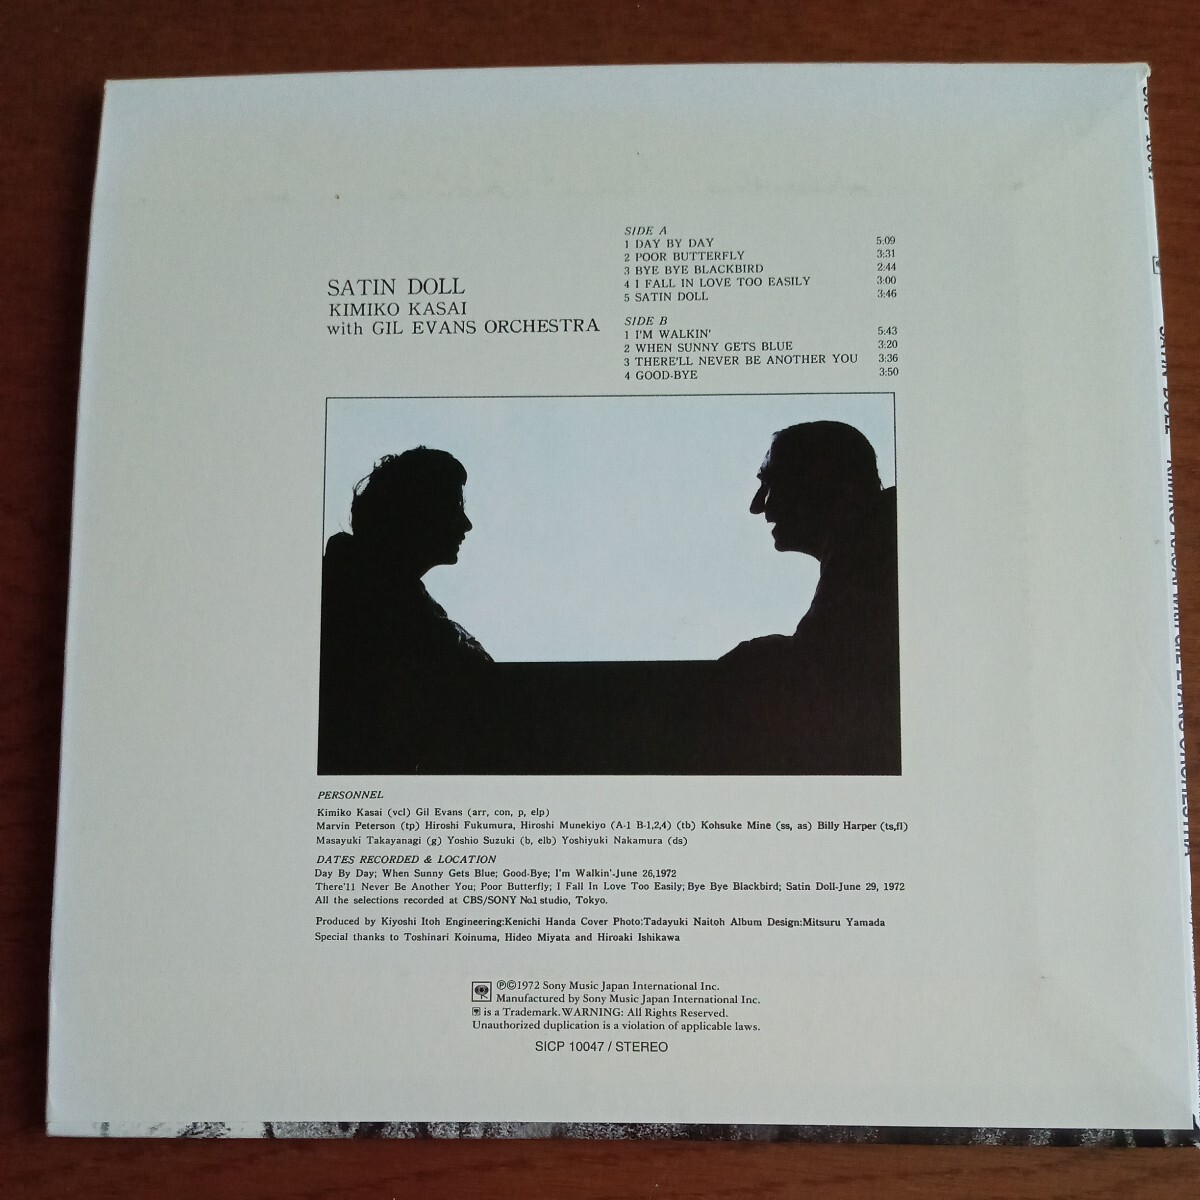 SATIN DOLL
KIMIKO KASAI
with GIL EVANS ORCHESTRA
SIDE A
1 DAY BY DAY 5:09
2 POOR BUTTERFLY 3:31
3 BYE BYE BLACKBIRD 2:44
4 I FALL IN LOVE TOO EASILY 3:00
5 SATIN DOLL 3:46
SIDE B
1 I'M WALKIN' 5:43
2 WHEN SUNNY GETS BLUE 3:20
3 THERE'LL NEVER BE ANOTHER YOU 3:36
4 GOOD-BYE 3:50
PERSONNEL
Kimiko Kasai (vcl) Gil Evans (arr, con, p, elp)
Marvin Peterson (tp) Hiroshi Fukumura, Hiroshi Munekiyo (A-1 B-1,2,4) (tb) Kohsuke Mine (ss, as) Billy Harper (ts,fl)
Masayuki Takayanagi (g) Yoshio Suzuki (b, elb) Yoshiyuki Nakamura (ds)
DATES RECORDED & LOCATION
Day By Day; When Sunny Gets Blue; Good-Bye; I'm Walkin'-June 26,1972
There'll Never Be Another You; Poor Butterfly; I Fall In Love Too Easily; Bye Bye Blackbird; Satin Doll-June 29, 1972
All the selections recorded at CBS/SONY No.1 studio, Tokyo.
Produced by Kiyoshi Itoh Engineering:Kenichi Handa Cover Photo:Tadayuki Naitoh Album Design:Mitsuru Yamada
Special thanks to Toshinari Koinuma, Hideo Miyata and Hiroaki Ishikawa
℗©1972 Sony Music Japan International Inc.
Manufactured by Sony Music Japan International Inc.
is a Trademark. WARNING: All Rights Reserved.
Unauthorized duplication is a violation of applicable laws.
SICP 10047 / STEREO
SICP 10047
SATIN DOLL KIMIKO KASAI with GIL EVANS ORCHESTRA